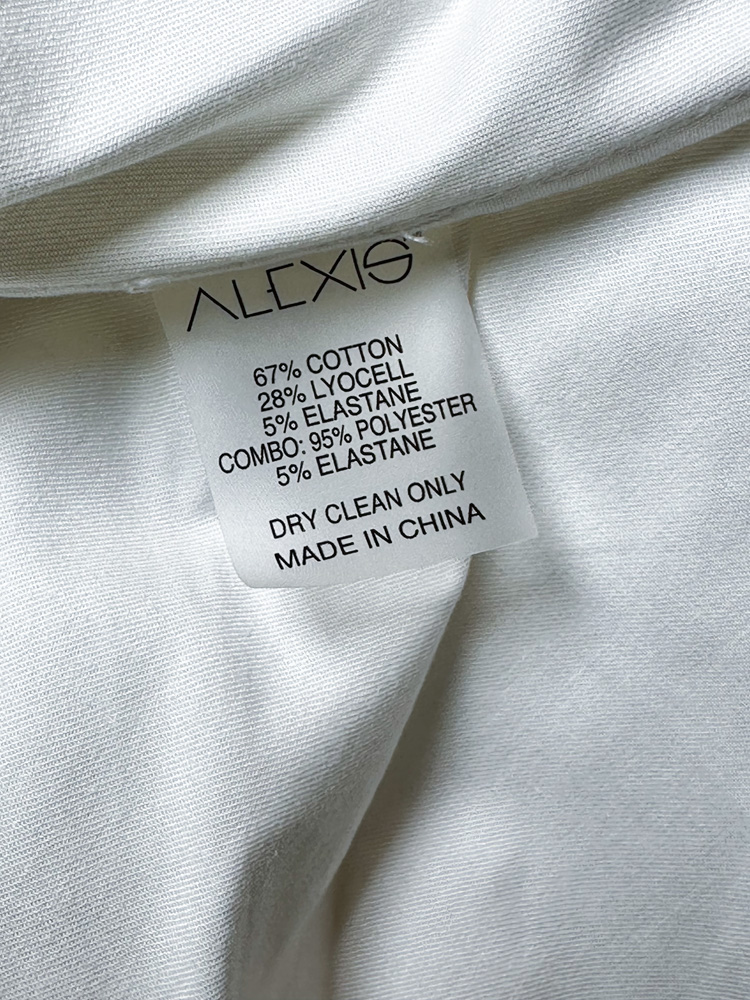 ALEXIS
67% COTTON
28% LYOCELL
5% ELASTANE
COMBO: 95% POLYESTER
5% ELASTANE
DRY CLEAN ONLY
MADE IN CHINA